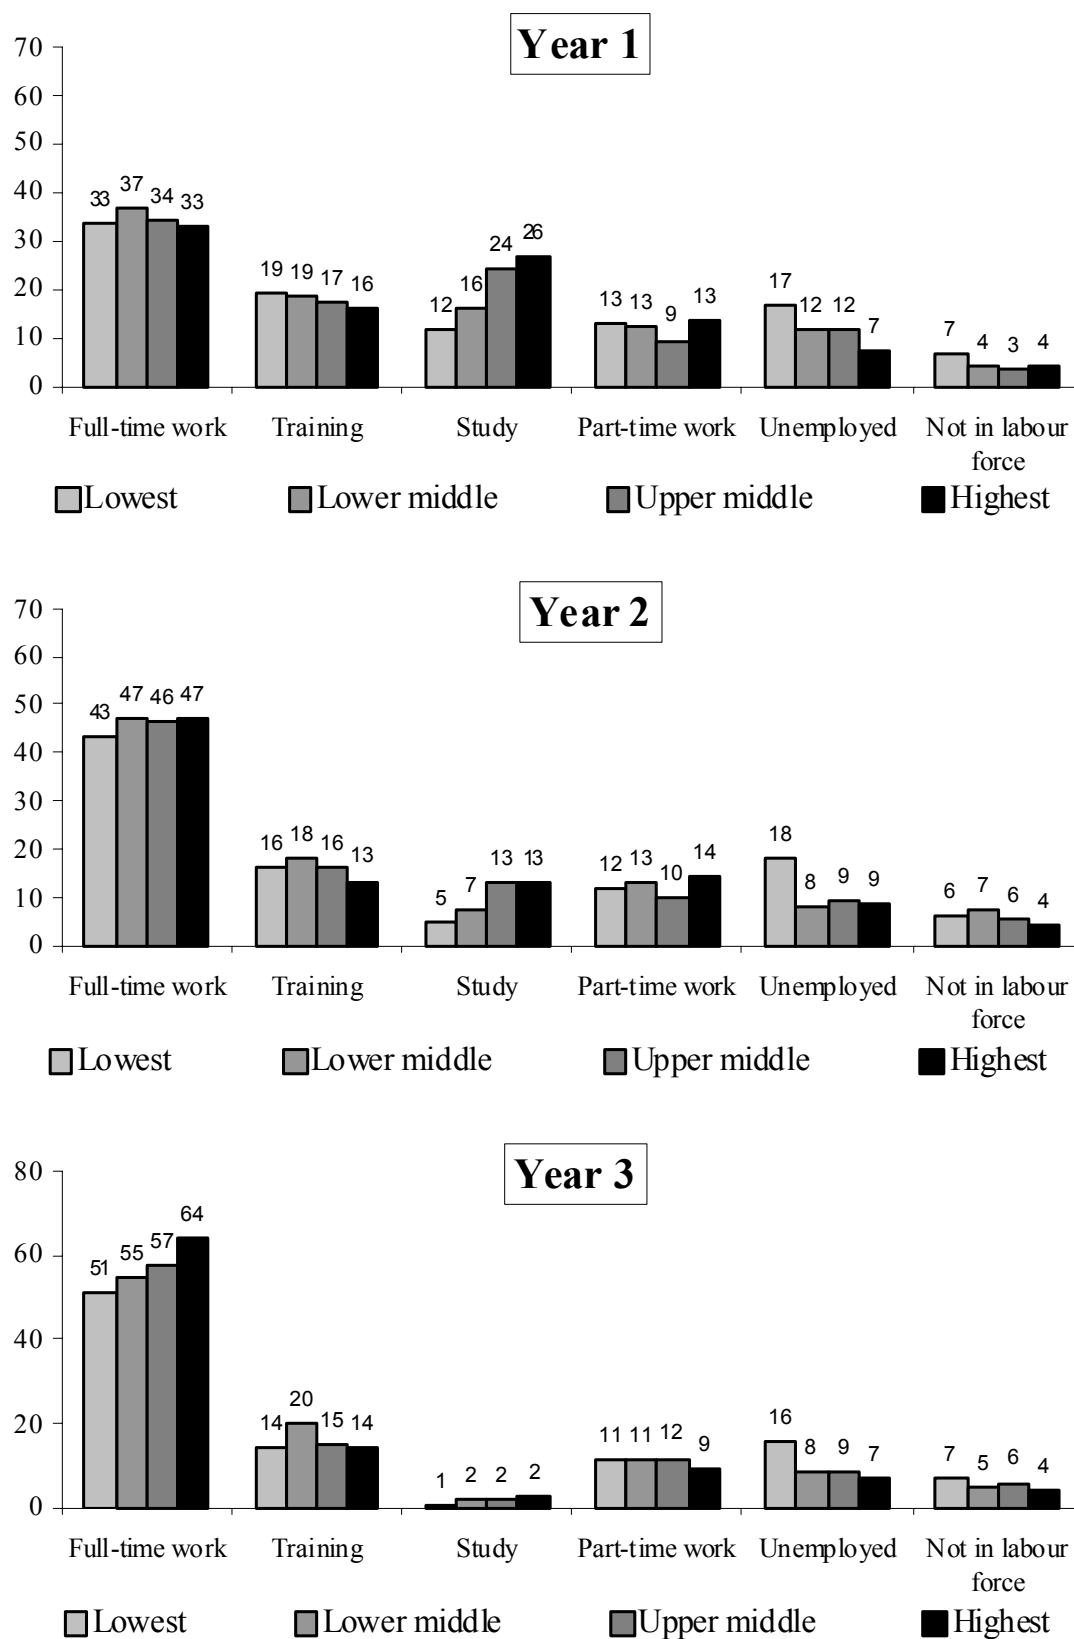 Year 1
70
60
50
40
30
20
10
0
33 37 34 33
19 19 17 16
12 16 24 26
13 13 9 13
17 12 12 7
7 4 3 4
Full-time work Training Study Part-time work Unemployed Not in labour
force
Lowest Lower middle Upper middle Highest
Year 2
70
60
50
40
30
20
10
0
43 47 46 47
16 18 16 13
5 7 13 13
12 13 10 14
18 8 9 9
6 7 6 4
Full-time work Training Study Part-time work Unemployed Not in labour
force
Lowest Lower middle Upper middle Highest
Year 3
80
60
40
20
0
51 55 57 64
14 20 15 14
1 2 2 2
11 11 12 9
16 8 9 7
7 5 6 4
Full-time work Training Study Part-time work Unemployed Not in labour
force
Lowest Lower middle Upper middle Highest